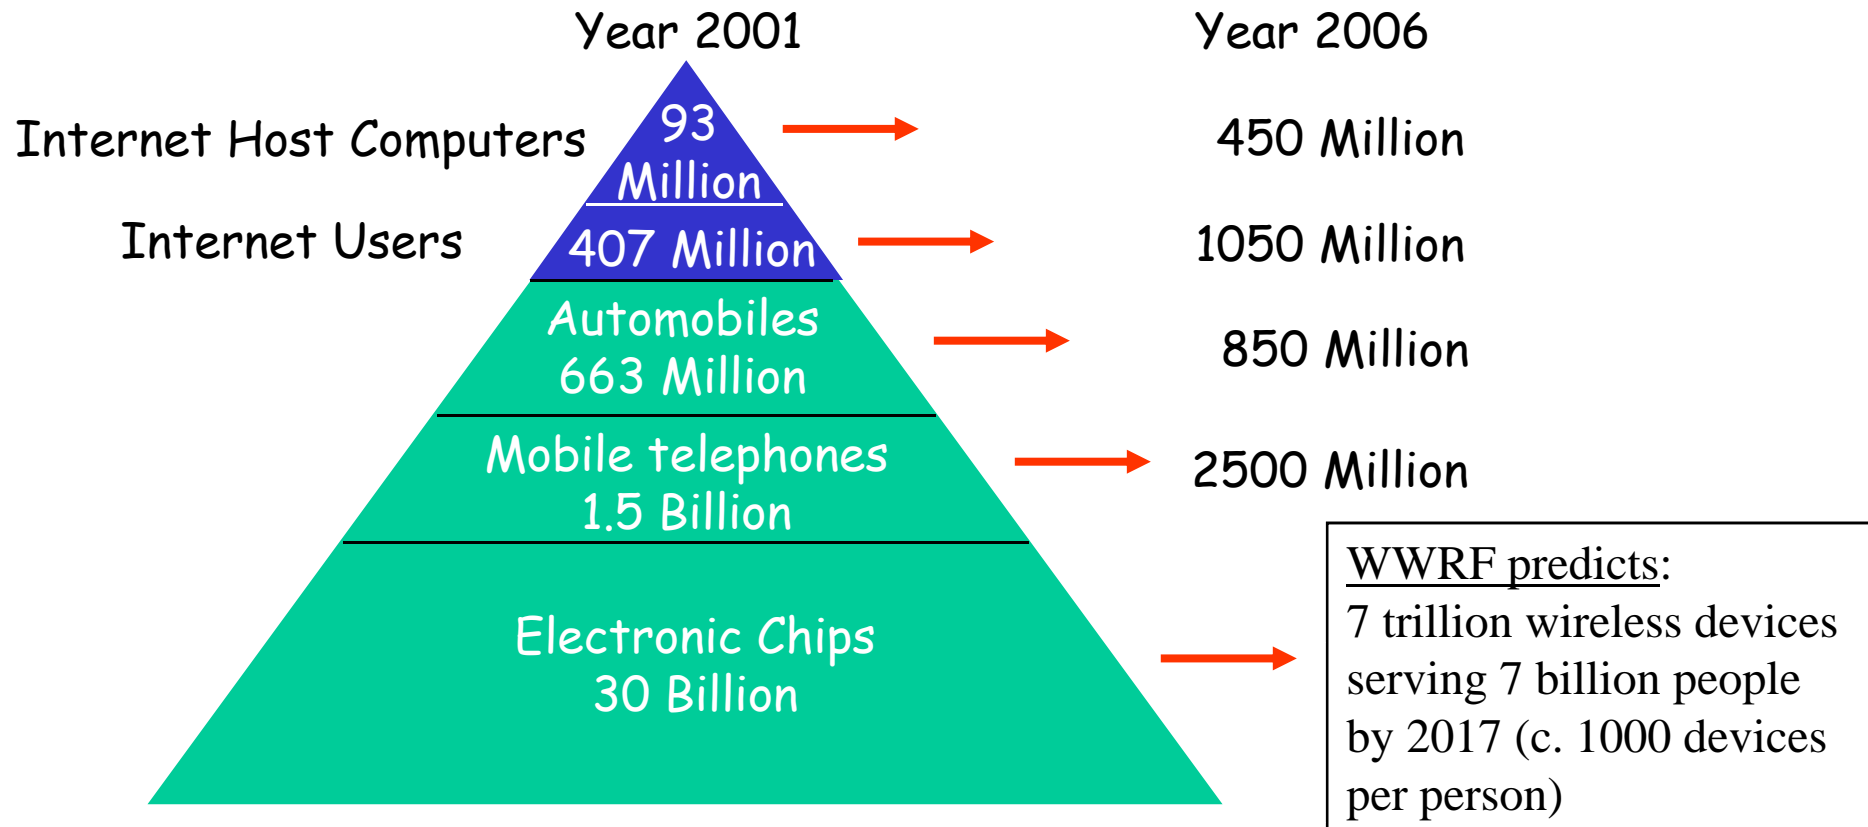 Year 2001
Year 2006
Internet Host Computers
93
Million
450 Million
Internet Users
407 Million
1050 Million
Automobiles
663 Million
850 Million
Mobile telephones
1.5 Billion
2500 Million
Electronic Chips
30 Billion
WWRF predicts:
7 trillion wireless devices
serving 7 billion people
by 2017 (c. 1000 devices
per person)